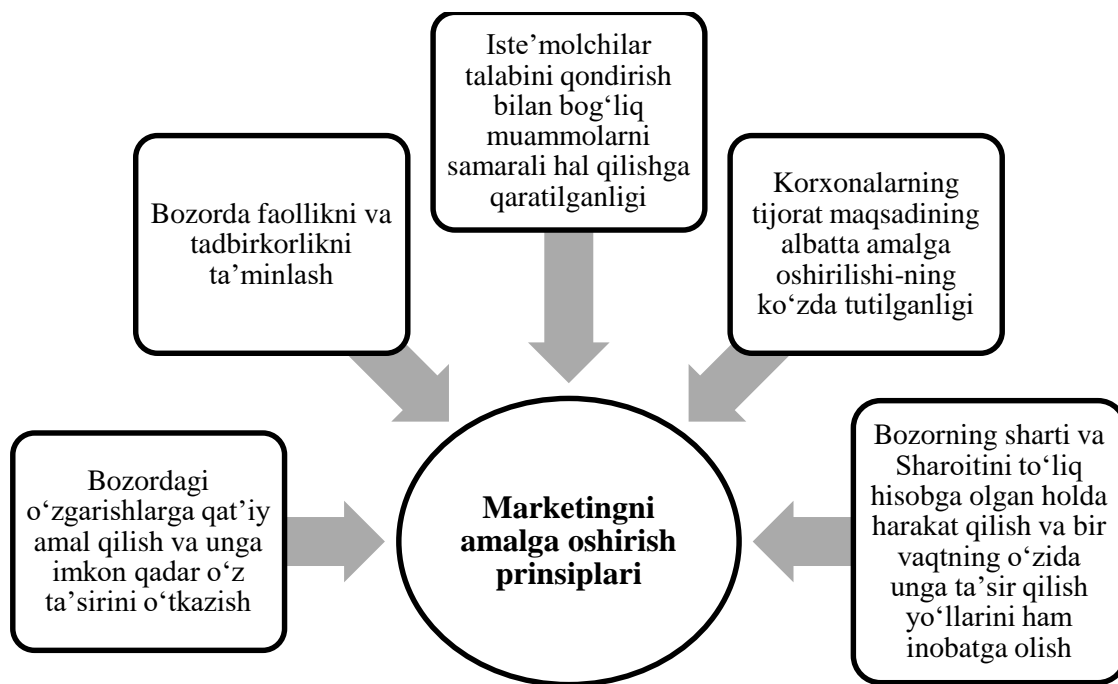 Iste’molchilar
talabini qondirish
bilan bog‘liq
muammolarni
samarali hal qilishga
qaratilganligi
Bozorda faollikni va
tadbirkorlikni
ta’minlash
Korxonalarning
tijorat maqsadining
albatta amalga
oshirilishi-ning
ko‘zda tutilganligi
Bozordagi
o‘zgarishlarga qat’iy
amal qilish va unga
imkon qadar o‘z
ta’sirini o‘tkazish
Marketingni
amalga oshirish
prinsiplari
Bozorning sharti va
Sharoitini to‘liq
hisobga olgan holda
harakat qilish va bir
vaqtning o‘zida
unga ta’sir qilish
yo‘llarini ham
inobatga olish